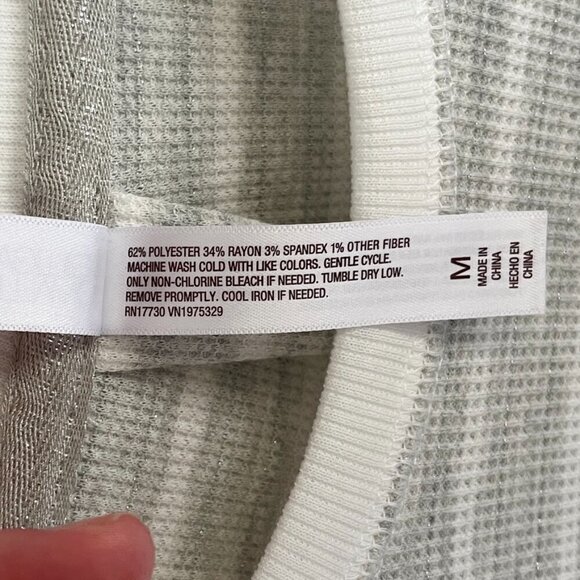 62% POLYESTER 34% RAYON 3% SPANDEX 1% OTHER FIBER
MACHINE WASH COLD WITH LIKE COLORS. GENTLE CYCLE.
ONLY NON-CHLORINE BLEACH IF NEEDED. TUMBLE DRY LOW.
REMOVE PROMPTLY. COOL IRON IF NEEDED.
RN17730 VN1975329
M
MADE IN
CHINA
HECHO EN
CHINA